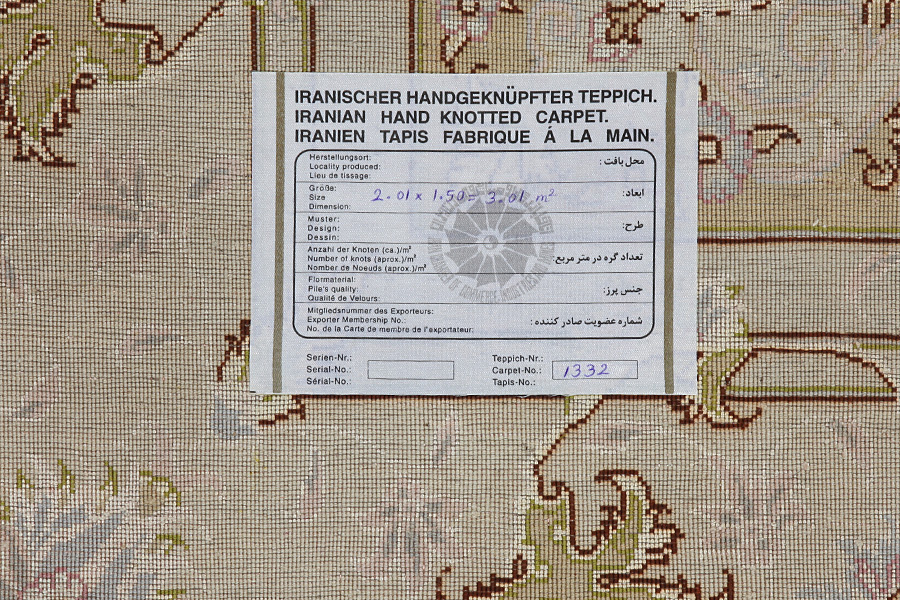 IRANISCHER HANDGEKNÜPFTER TEPPICH.
IRANIAN HAND KNOTTED CARPET.
IRANIEN TAPIS FABRIQUE Á LA MAIN.
Herstellungsort:
Locality produced:
Lieu de tissage:
محل بافت :
Größe:
Size
Dimension:
2.01 x 1.50 = 3.01 m²
ابعاد:
Muster:
Design:
Dessin:
طرح:
Anzahl der Knoten (ca.)/m²
Number of knots (aprox.)/m²
Nombre de Noeuds (aprox.)/m²
تعداد گره در متر مربع:
Flormaterial:
Pile's quality:
Qualité de Velours:
جنس پرز:
Mitgliedsnummer des Exporteurs:
Exporter Membership No.:
No. de la Carte de membre de l'exportateur:
شماره عضویت صادر کننده :
Serien-Nr.:
Serial-No.:
Sérial-No.:
Teppich-Nr.:
Carpet-No.: 1332
Tapis-No.: